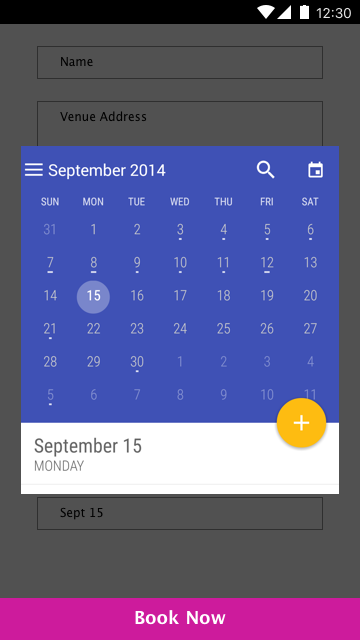 12:30
Name
Venue Address
September 2014
SUN MON TUE WED THU FRI SAT
31 1 2 3 4 5 6
7 8 9 10 11 12 13
14 15 16 17 18 19 20
21 22 23 24 25 26 27
28 29 30 1 2 3 4
5 6 7 8 9 10 11
September 15
MONDAY
Sept 15
Book Now